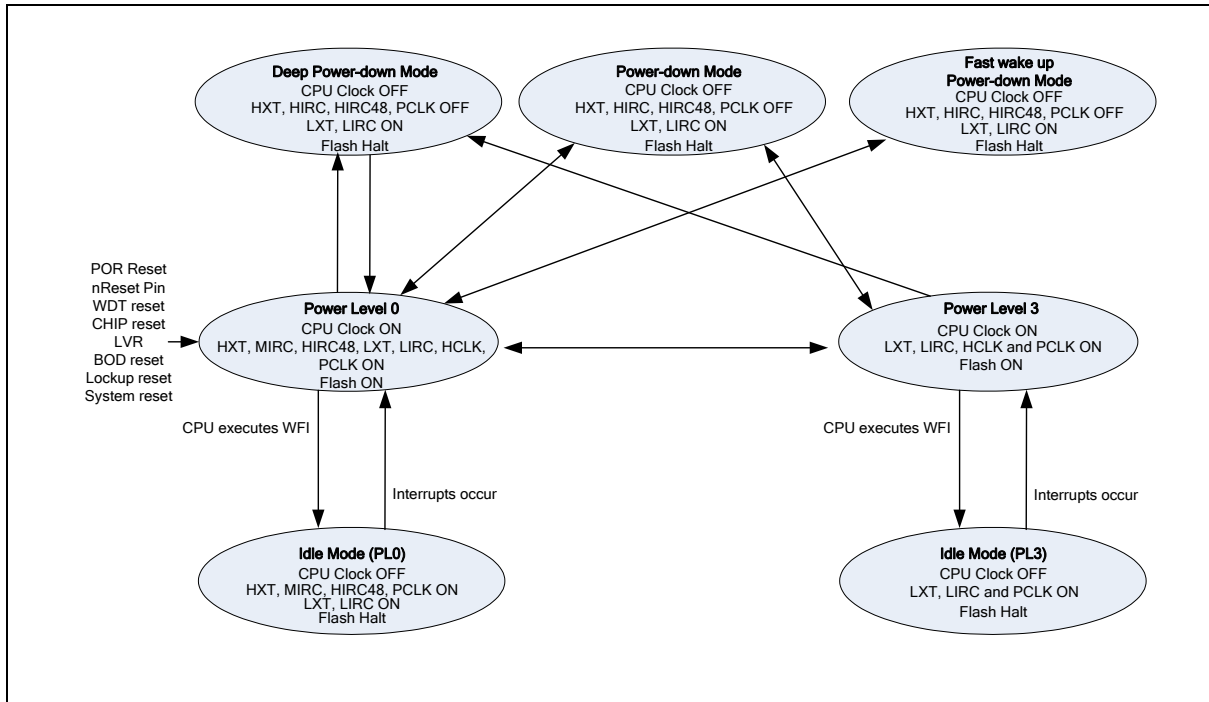 Deep Power-down Mode
CPU Clock OFF
HXT, HIRC, HIRC48, PCLK OFF
LXT, LIRC ON
Flash Halt
Power-down Mode
CPU Clock OFF
HXT, HIRC, HIRC48, PCLK OFF
LXT, LIRC ON
Flash Halt
Fast wake up
Power-down Mode
CPU Clock OFF
HXT, HIRC, HIRC48, PCLK OFF
LXT, LIRC ON
Flash Halt
POR Reset
nReset Pin
WDT reset
CHIP reset
LVR
BOD reset
Lockup reset
System reset
Power Level 0
CPU Clock ON
HXT, MIRC, HIRC48, LXT, LIRC, HCLK,
PCLK ON
Flash ON
Power Level 3
CPU Clock ON
LXT, LIRC, HCLK and PCLK ON
Flash ON
CPU executes WFI
Interrupts occur
CPU executes WFI
Interrupts occur
Idle Mode (PL0)
CPU Clock OFF
HXT, MIRC, HIRC48, PCLK ON
LXT, LIRC ON
Flash Halt
Idle Mode (PL3)
CPU Clock OFF
LXT, LIRC and PCLK ON
Flash Halt